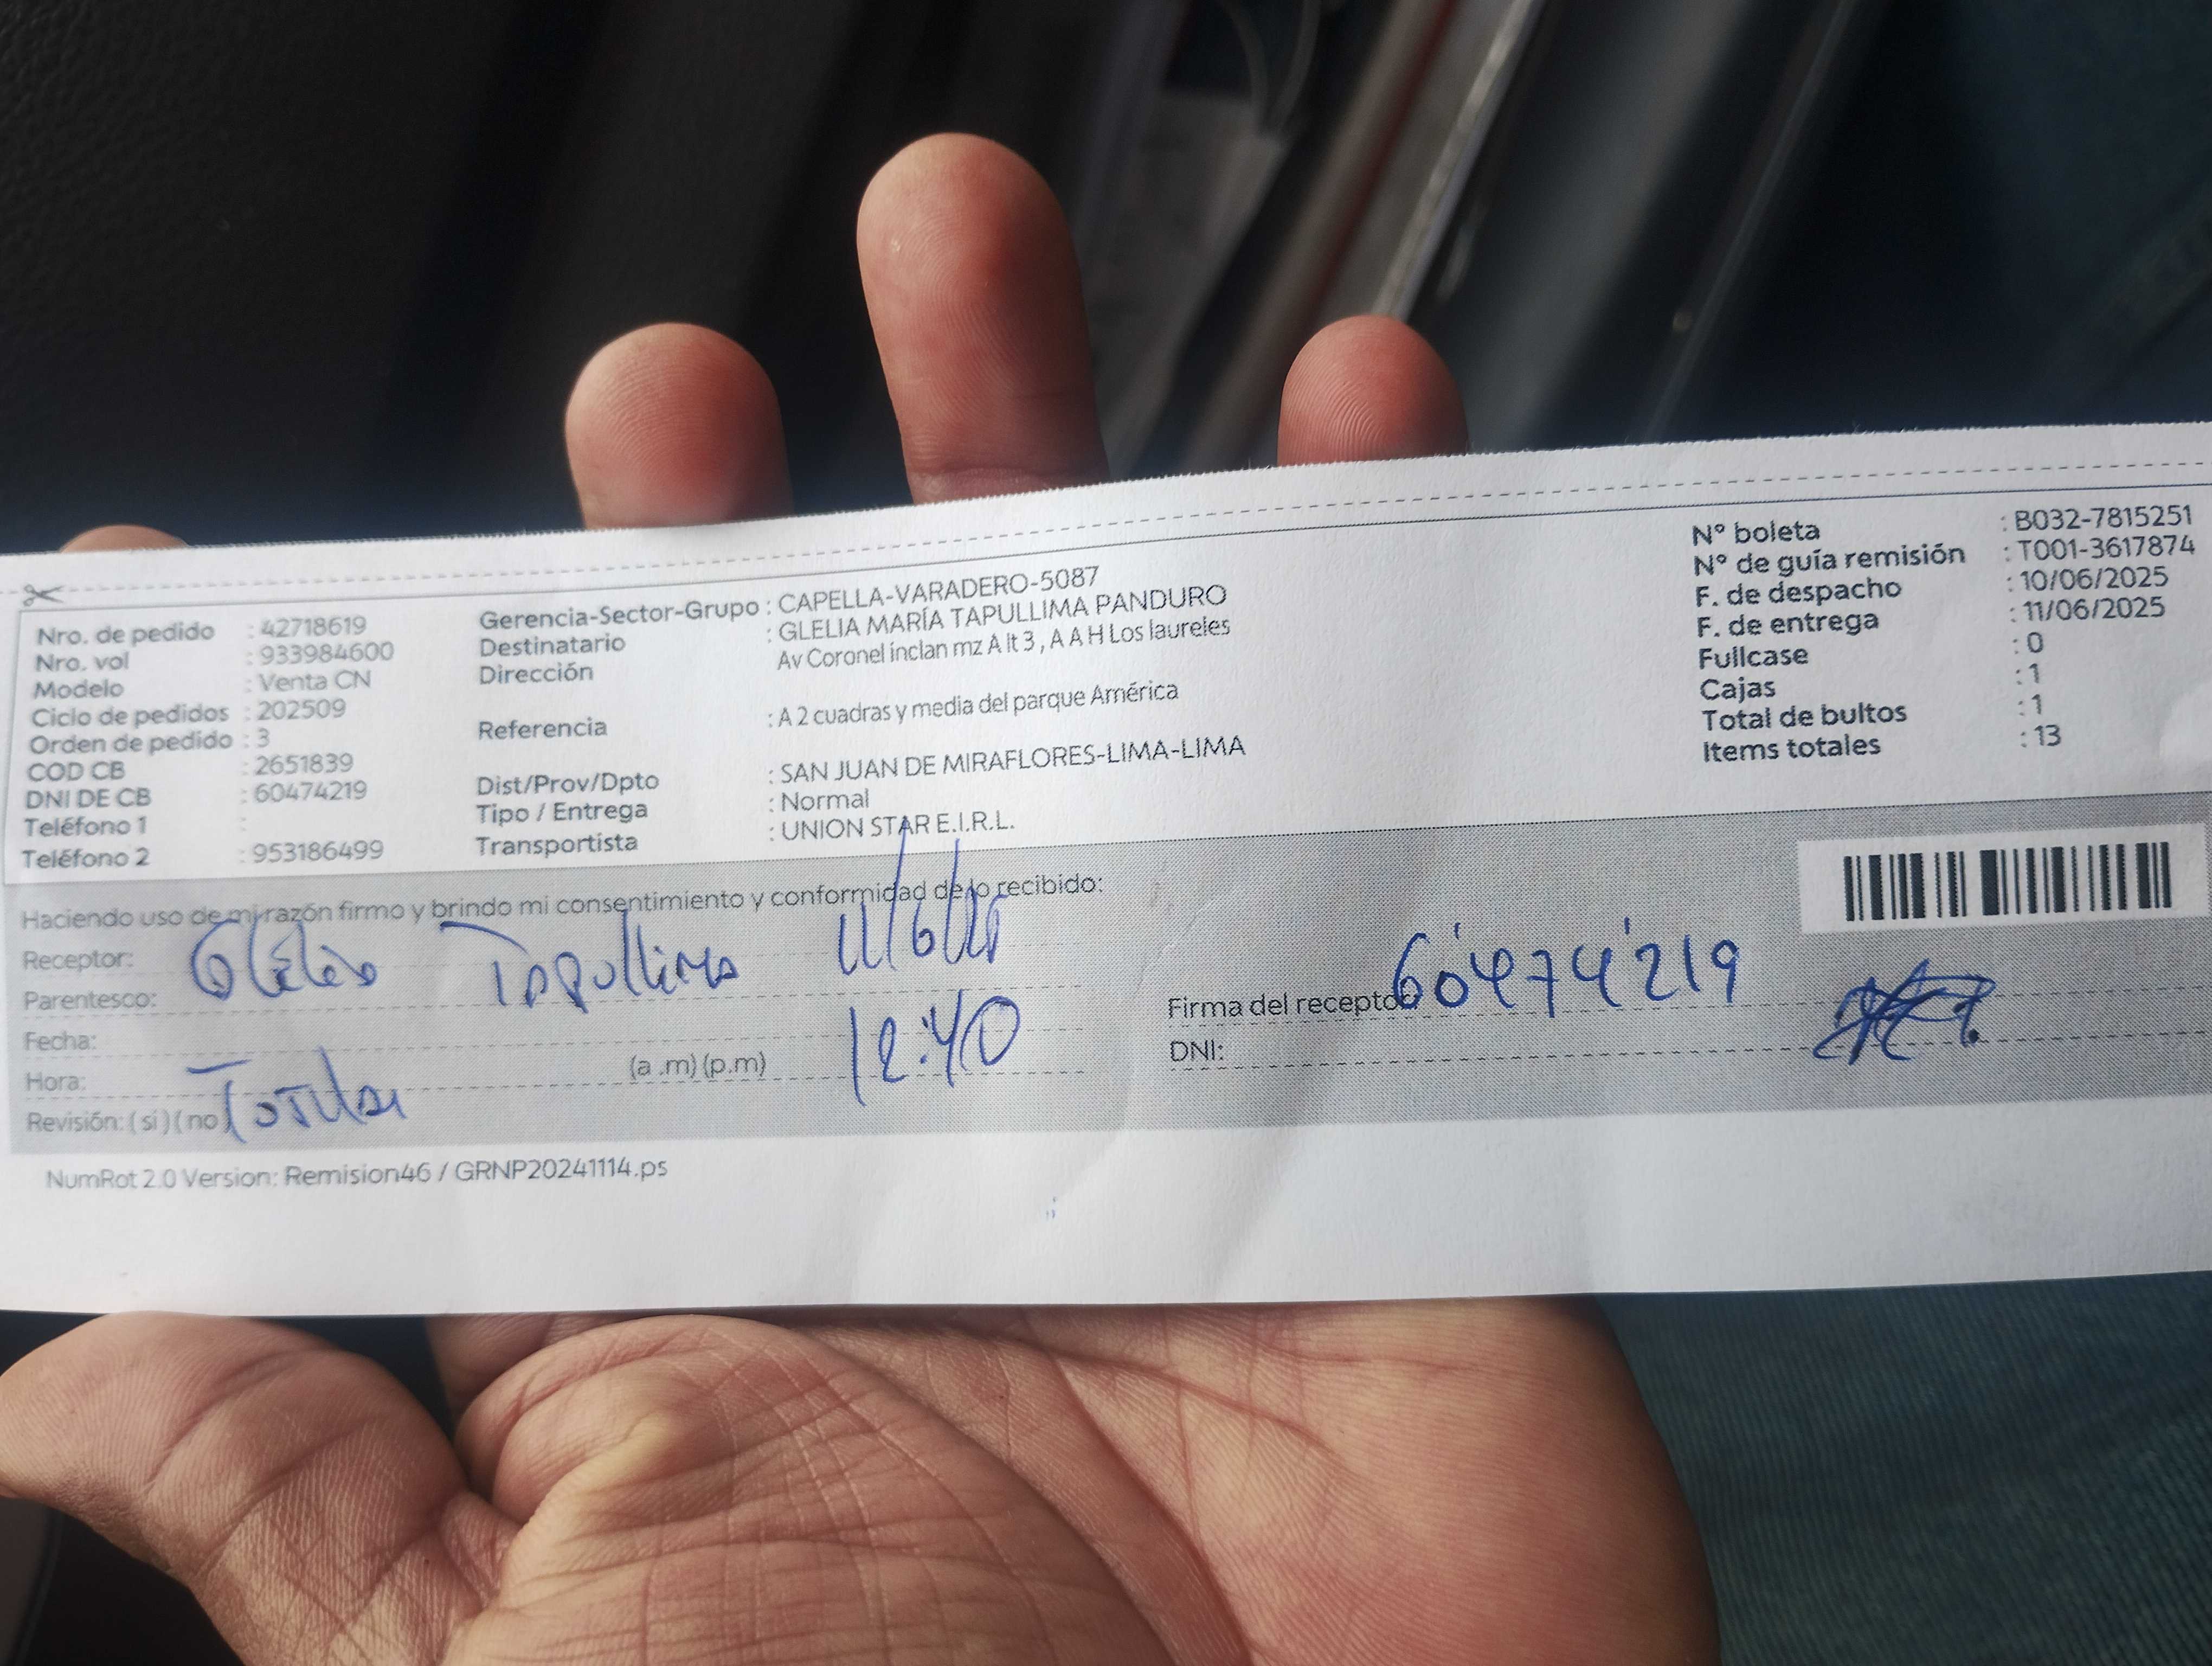 Nro. de pedido : 42718619
Nro. vol : 933984600
Modelo : Venta CN
Ciclo de pedidos : 202509
Orden de pedido : 3
COD CB : 2651839
DNI DE CB : 60474219
Teléfono 1 :
Teléfono 2 : 953186499
Gerencia-Sector-Grupo : CAPELLA-VARADERO-5087
Destinatario : GLELIA MARÍA TAPULLIMA PANDURO
Dirección Av Coronel inclan mz A lt 3 , A A H Los laureles
Referencia : A 2 cuadras y media del parque América
Dist/Prov/Dpto : SAN JUAN DE MIRAFLORES-LIMA-LIMA
Tipo / Entrega : Normal
Transportista : UNION STAR E.I.R.L.
N° boleta : B032-7815251
N° de guía remisión : T001-3617874
F. de despacho : 10/06/2025
F. de entrega : 11/06/2025
Fullcase : 0
Cajas : 1
Total de bultos : 1
Items totales : 13
Haciendo uso de mi razón firmo y brindo mi consentimiento y conformidad de lo recibido:
Receptor: Tapullima 11/6/25
Parentesco:
Fecha:
Hora: (a .m) (p.m) 12:40
Revisión: ( si ) ( no )
Firma del receptor: 60474219
DNI:
NumRot 2.0 Version: Remision46 / GRNP20241114.ps